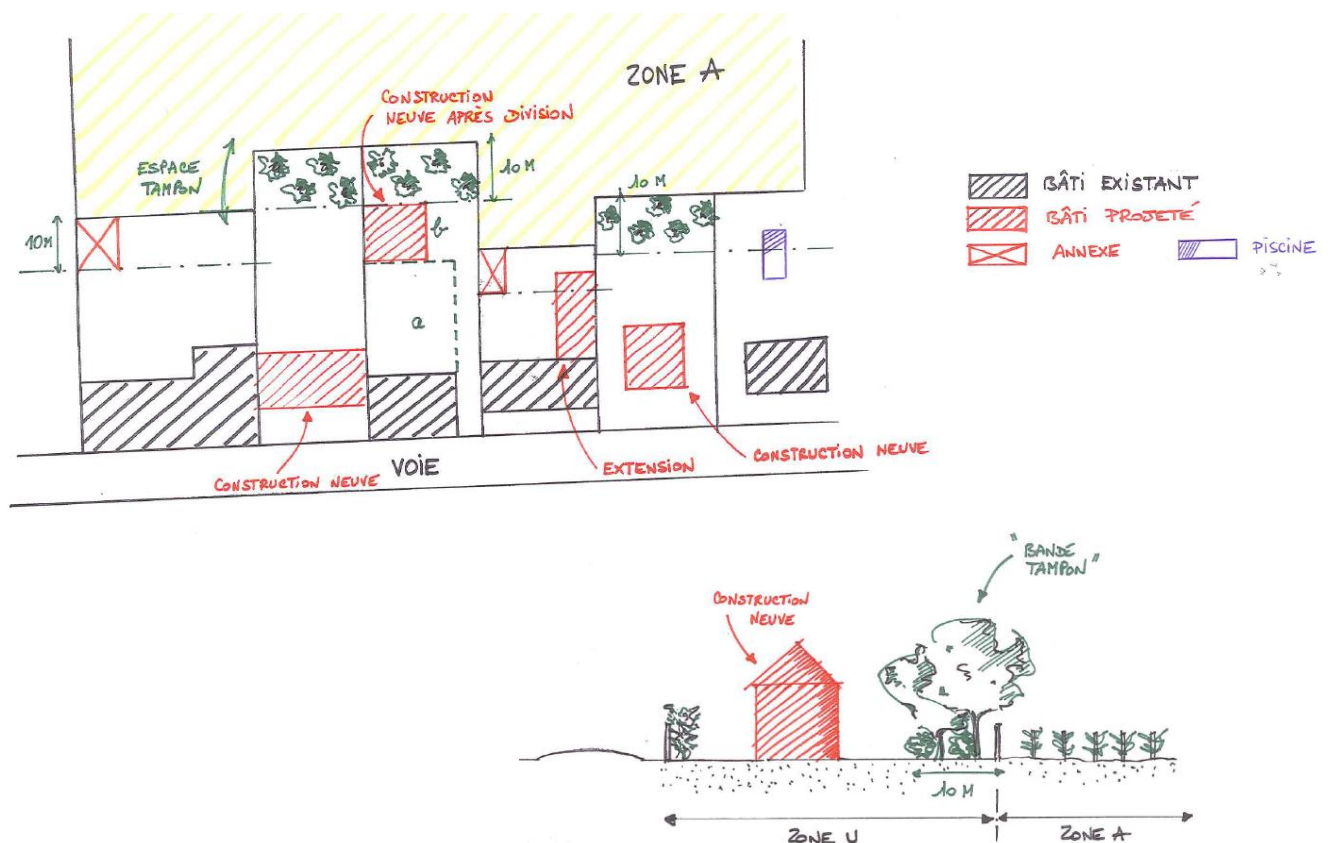 ZONE A
CONSTRUCTION
NEUVE APRÈS DIVISION
ESPACE
TAMPON
10 M
10 M
10M
b
a
BÂTI EXISTANT
BÂTI PROJETÉ
ANNEXE
PISCINE
VOIE
CONSTRUCTION NEUVE
EXTENSION
CONSTRUCTION NEUVE
"BANDE
TAMPON"
CONSTRUCTION
NEUVE
10 M
ZONE U
ZONE A